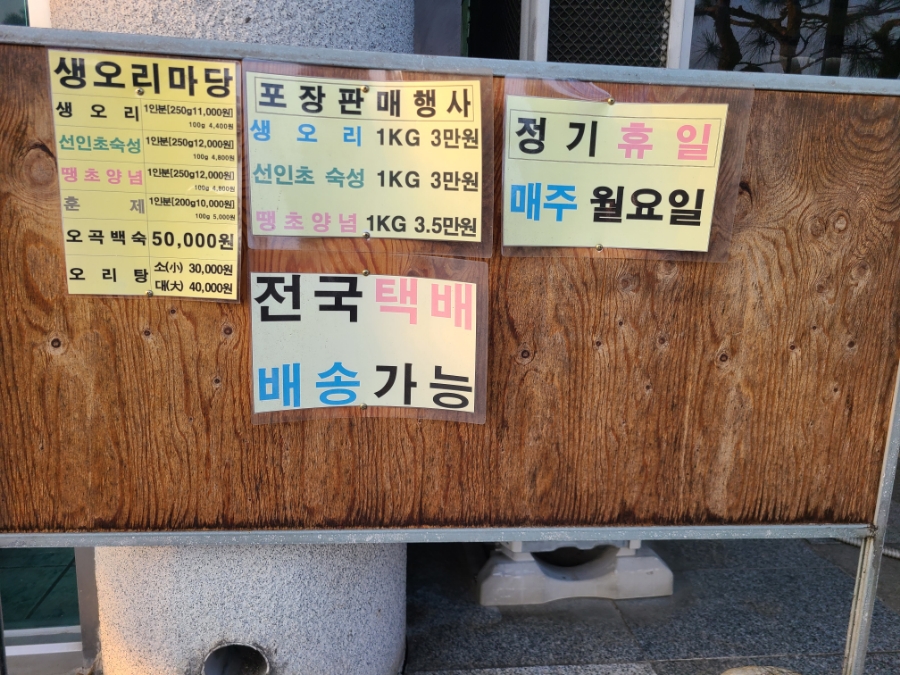 생오리마당
생 오 리 1인분[250g11,000원]
100g 4,400원
선인초숙성 1인분(250g)12,000원
100g 4,800원
땡초양념 1인분(250g)12,000원
100g 4,800원
훈 제 1인분(200g)10,000원
100g 5,000원
오곡백숙 50,000원
오 리 탕 소(小) 30,000원
대(大) 40,000원
포장판매행사
생 오 리 1KG 3만원
선인초 숙성 1KG 3만원
땡초양념 1KG 3.5만원
정기 휴일
매주 월요일
전국택배
배송가능